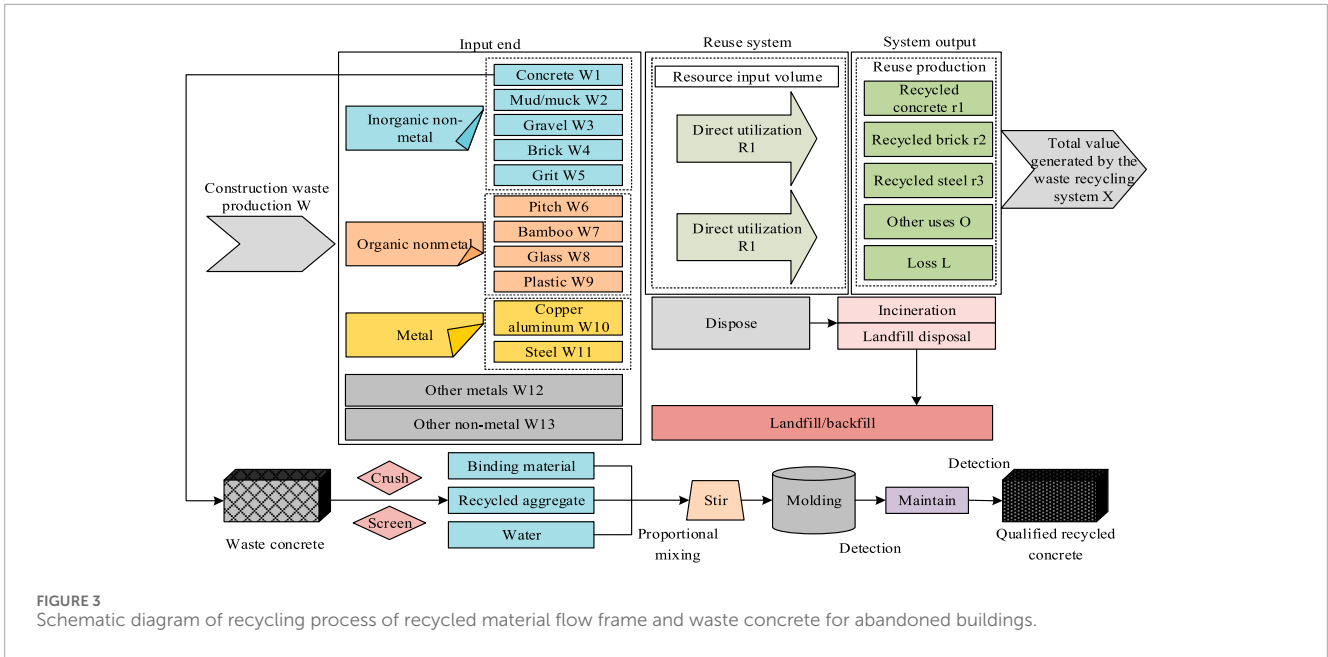 Input end
Reuse system
System output
Concrete W1
Mud/muck W2
Gravel W3
Brick W4
Grit W5
Inorganic non-
metal
Pitch W6
Bamboo W7
Glass W8
Plastic W9
Organic nonmetal
Copper
aluminum W10
Steel W11
Metal
Other metals W12
Other non-metal W13
Construction waste
production W
Resource input volume
Direct utilization
R1
Direct utilization
R1
Reuse production
Recycled
concrete r1
Recycled brick r2
Recycled steel r3
Other uses O
Loss L
Total value
generated by the
waste recycling
system X
Dispose
Incineration
Landfill disposal
Landfill/backfill
Waste concrete
Crush
Screen
Binding material
Recycled aggregate
Water
Proportional
mixing
Stir
Molding
Detection
Maintain
Detection
Qualified recycled
concrete
FIGURE 3
Schematic diagram of recycling process of recycled material flow frame and waste concrete for abandoned buildings.